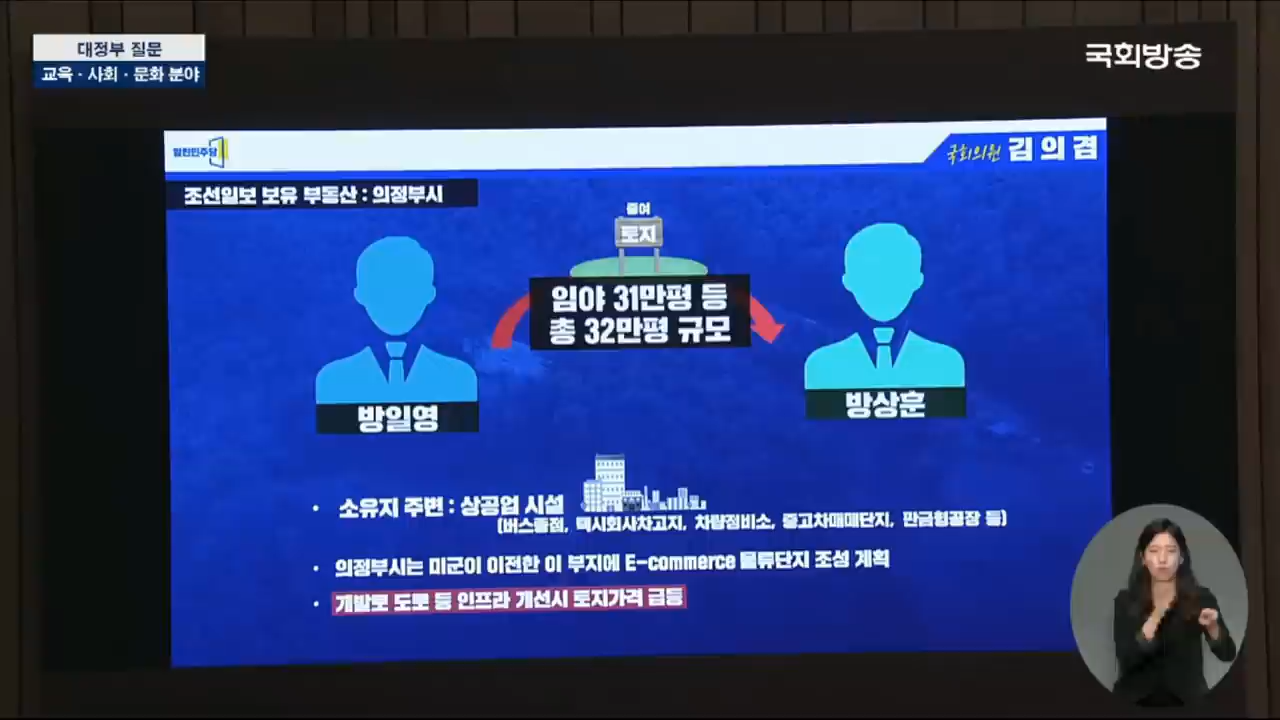 대정부 질문
교육·사회·문화 분야
국회방송
열린민주당
국회의원 김의겸
조선일보 보유 부동산 : 의정부시
증여
토지
임야 31만평 등
총 32만평 규모
방일영
방상훈
• 소유지 주변 : 상공업 시설
(버스종점, 택시회사차고지, 차량정비소, 중고차매매단지, 판금형공장 등)
• 의정부시는 미군이 이전한 이 부지에 E-commerce 물류단지 조성 계획
• 개발로 도로 등 인프라 개선시 토지가격 급등